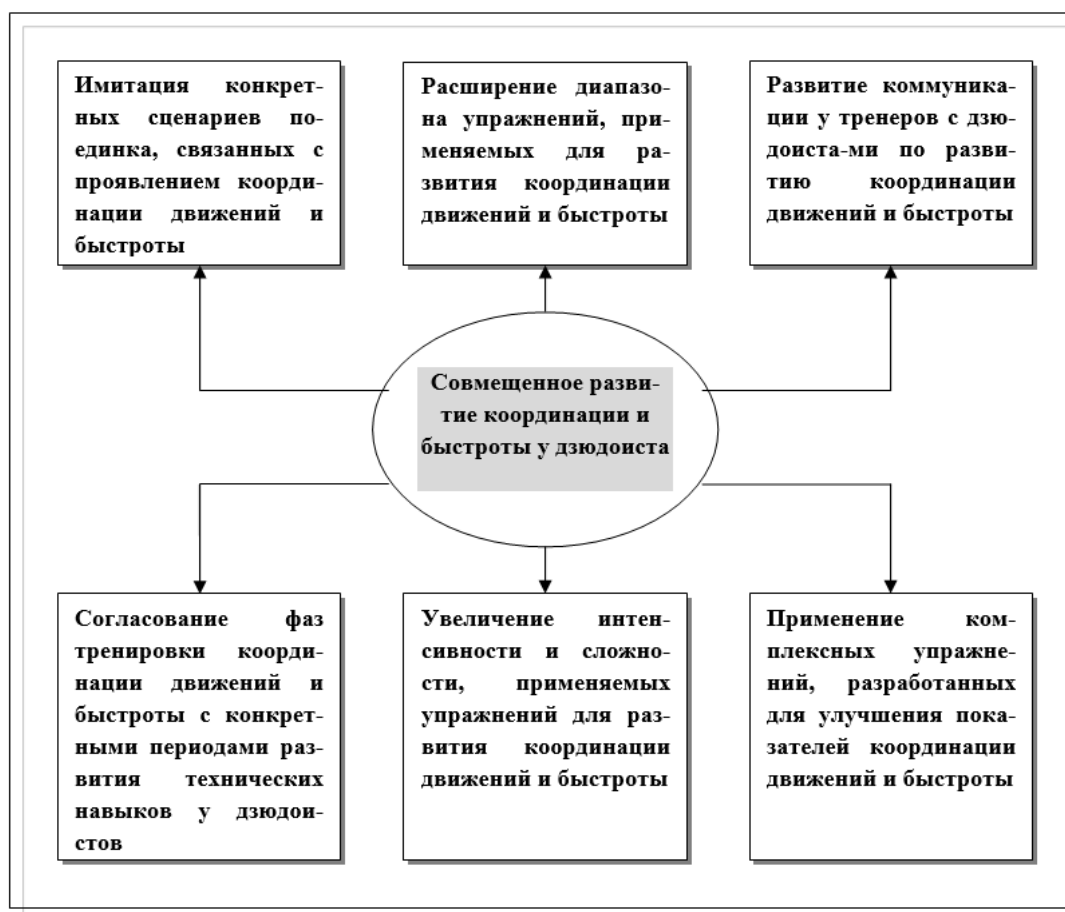 Имитация конкрет-
ных сценариев по-
единка, связанных с
проявлением коорди-
нации движений и
быстроты
Расширение диапазо-
на упражнений, при-
меняемых для ра-
звития координации
движений и быстроты
Развитие коммуника-
ции у тренеров с дзю-
доиста-ми по разви-
тию координации
движений и быстроты
Совмещенное разви-
тие координации и
быстроты у дзюдоиста
Согласование фаз
тренировки коорди-
нации движений и
быстроты с конкрет-
ными периодами раз-
вития технических
навыков у дзюдои-
стов
Увеличение интен-
сивности и сложно-
сти, применяемых
упражнений для раз-
вития координации
движений и быстроты
Применение ком-
плексных упражне-
ний, разработанных
для улучшения пока-
зателей координации
движений и быстроты